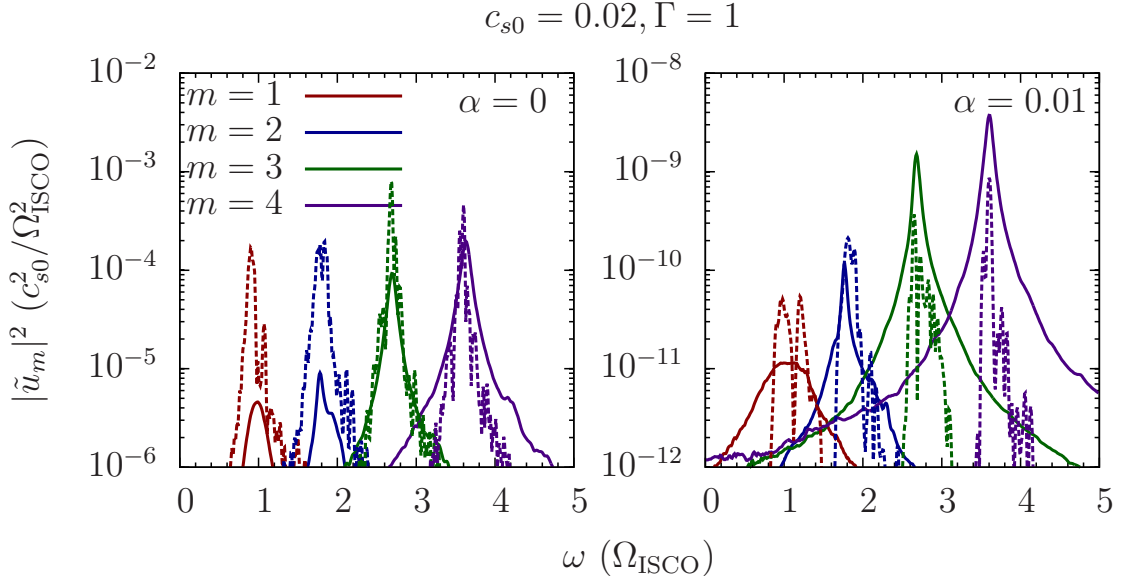 c_{s0} = 0.02, Γ = 1
|ũ_m|² (c_{s0}²/Ω_{ISCO}²)
10⁻²
10⁻³
10⁻⁴
10⁻⁵
10⁻⁶
m = 1
m = 2
m = 3
m = 4
α = 0
0 1 2 3 4 5
10⁻⁸
10⁻⁹
10⁻¹⁰
10⁻¹¹
10⁻¹²
α = 0.01
0 1 2 3 4 5
ω (Ω_{ISCO})